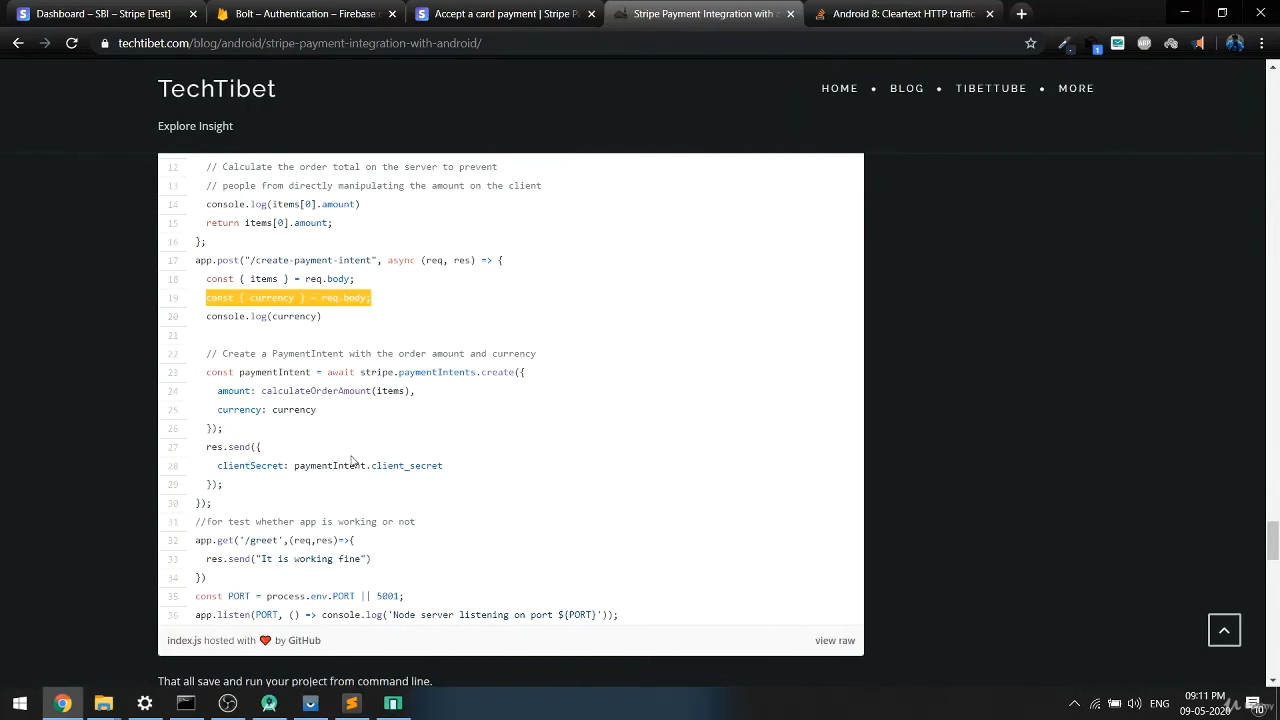 Dashboard – SBI – Stripe [Test]
Bolt – Authentication – Firebase c
Accept a card payment | Stripe P
Stripe Payment Integration with a
Android 8: Cleartext HTTP traffic
techtibet.com/blog/android/stripe-payment-integration-with-android/
TechTibet
HOME • BLOG • TIBETTUBE • MORE
Explore Insight
12 // Calculate the order total on the server to prevent
13 // people from directly manipulating the amount on the client
14 console.log(items[0].amount)
15 return items[0].amount;
16 };
17 app.post("/create-payment-intent", async (req, res) => {
18 const { items } = req.body;
19 const { currency } = req.body;
20 console.log(currency)
21
22 // Create a PaymentIntent with the order amount and currency
23 const paymentIntent = await stripe.paymentIntents.create({
24 amount: calculateOrderAmount(items),
25 currency: currency
26 });
27 res.send({
28 clientSecret: paymentIntent.client_secret
29 });
30 });
31 //for test whether app is working or not
32 app.get('/greet',(req,res)=>{
33 res.send("It is working fine")
34 })
35 const PORT = process.env.PORT || 5001;
36 app.listen(PORT, () => console.log('Node server listening on port ${PORT}'));
index.js hosted with ❤ by GitHub
view raw
That all save and run your project from command line.
ENG
09:11 PM
09-05-2020